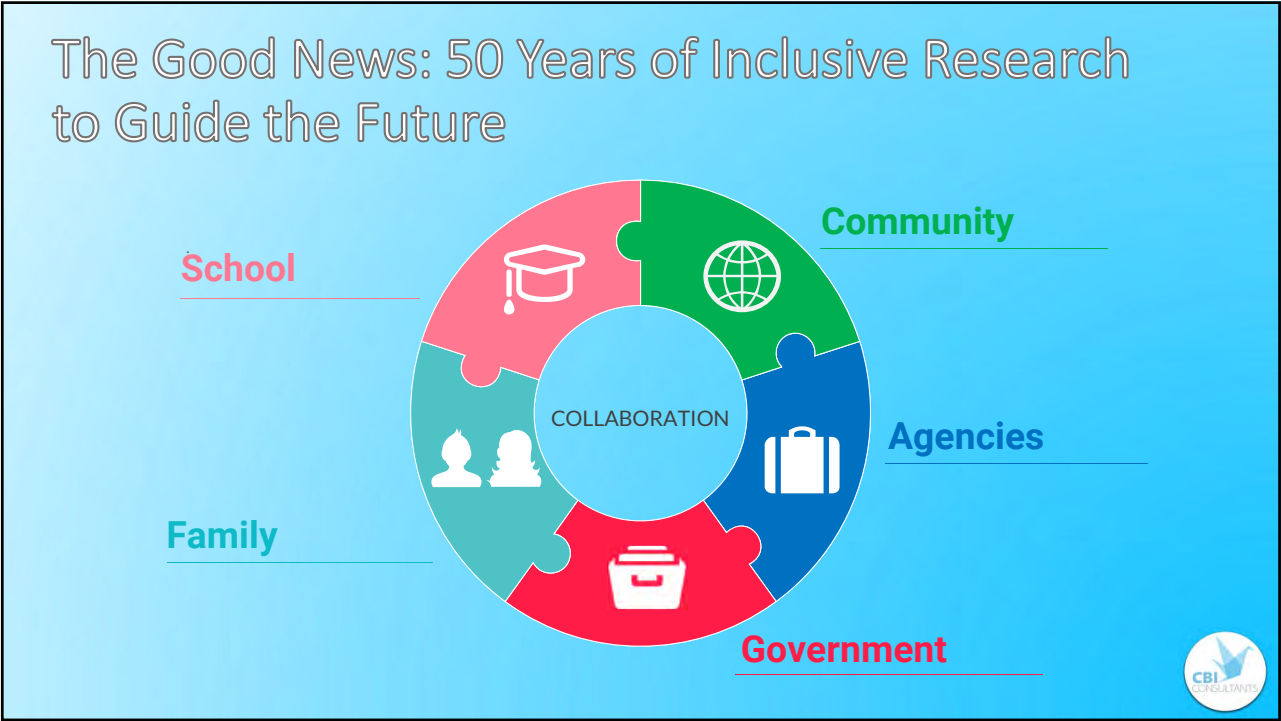 The Good News: 50 Years of Inclusive Research
to Guide the Future
Community
School
COLLABORATION
Agencies
Family
Government
CBI
CONSULTANTS